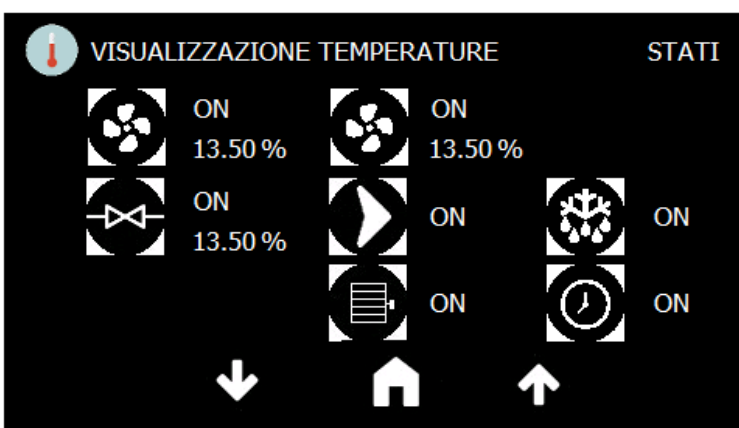 VISUALIZZAZIONE TEMPERATURE STATI
ON ON
13.50 % 13.50 %
ON
13.50 % ON ON
ON ON